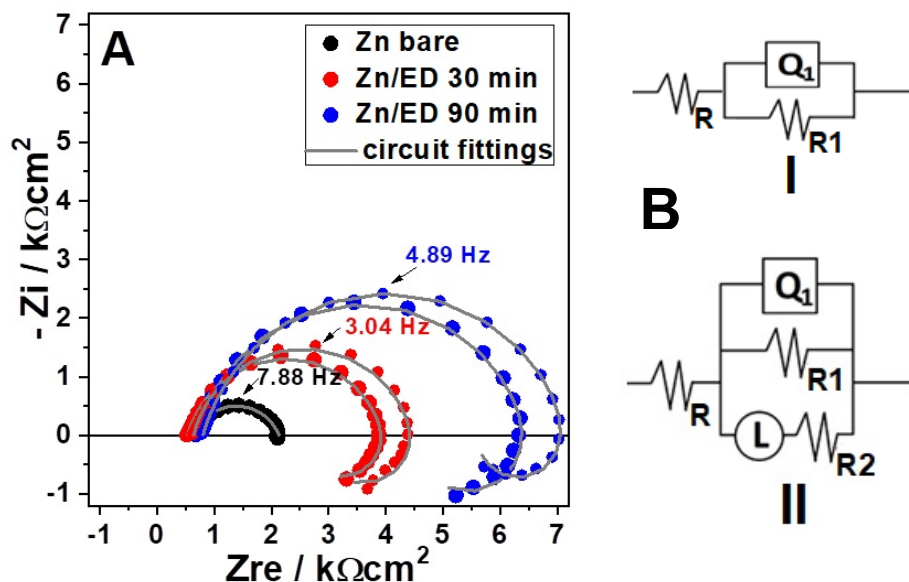 A
Zn bare
Zn/ED 30 min
Zn/ED 90 min
circuit fittings
7
6
5
4
3
2
1
0
-1
- Zi / kΩcm²
4.89 Hz
3.04 Hz
7.88 Hz
-1 0 1 2 3 4 5 6 7
Zre / kΩcm²
B
Q₁
R
R1
I
Q₁
R1
R
L
R2
II